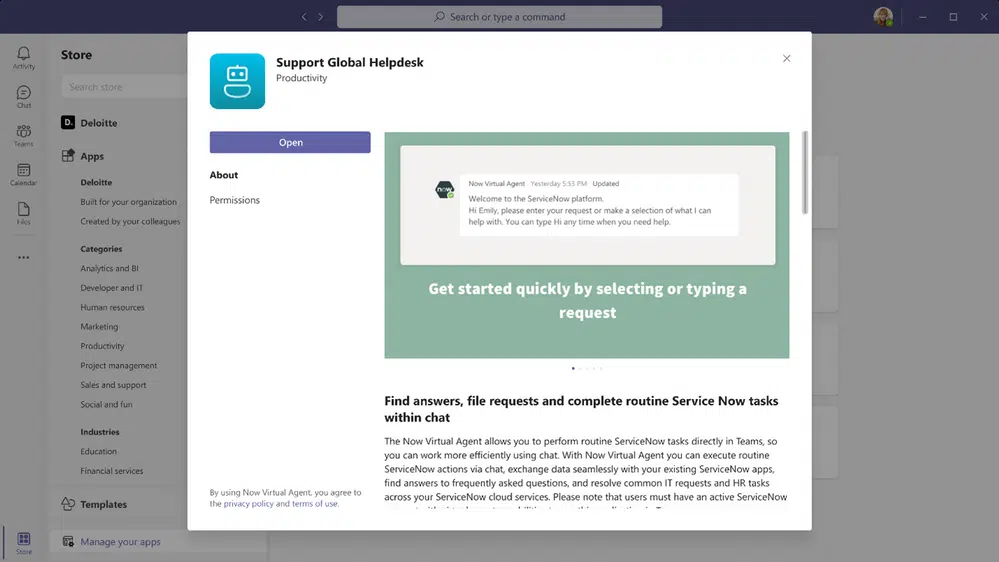 Search or type a command
Activity
Chat
Teams
Calendar
Files
Store
Store
Search store
D. Deloitte
Apps
Deloitte
Built for your organization
Created by your colleagues
Categories
Analytics and BI
Developer and IT
Human resources
Marketing
Productivity
Project management
Sales and support
Social and fun
Industries
Education
Financial services
Templates
Manage your apps
Support Global Helpdesk
Productivity
Open
About
Permissions
By using Now Virtual Agent, you agree to
the privacy policy and terms of use.
now
Now Virtual Agent Yesterday 5:53 PM Updated
Welcome to the ServiceNow platform.
Hi Emily, please enter your request or make a selection of what I can
help with. You can type Hi any time when you need help.
Get started quickly by selecting or typing a
request
Find answers, file requests and complete routine Service Now tasks
within chat
The Now Virtual Agent allows you to perform routine ServiceNow tasks directly in Teams, so
you can work more efficiently using chat. With Now Virtual Agent you can execute routine
ServiceNow actions via chat, exchange data seamlessly with your existing ServiceNow apps,
find answers to frequently asked questions, and resolve common IT requests and HR tasks
across your ServiceNow cloud services. Please note that users must have an active ServiceNow